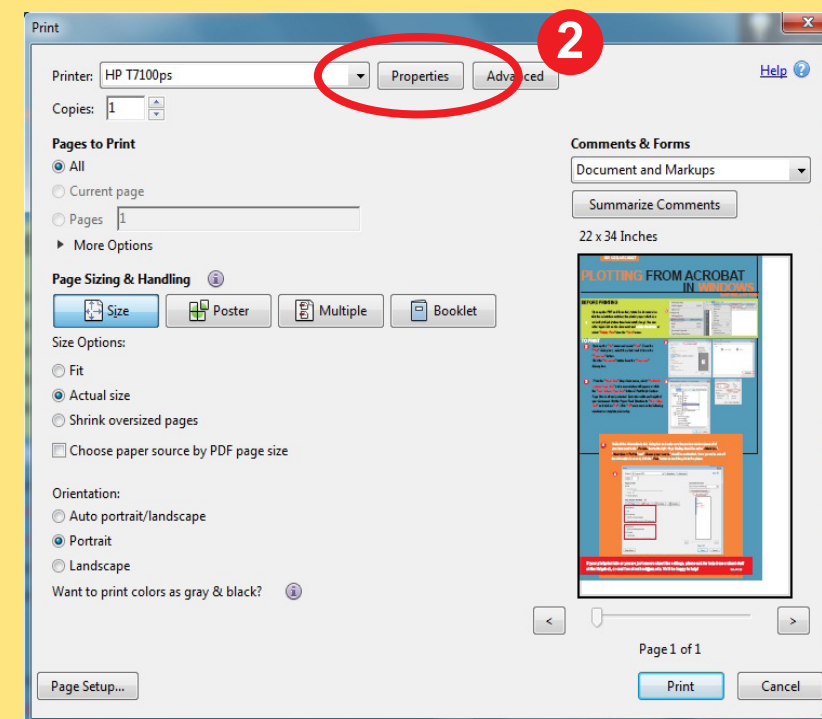 Print
2
Printer: HP T7100ps Properties Advanced Help
Copies: 1
Pages to Print
All
Current page
Pages 1
More Options
Page Sizing & Handling
Size Poster Multiple Booklet
Size Options:
Fit
Actual size
Shrink oversized pages
Choose paper source by PDF page size
Orientation:
Auto portrait/landscape
Portrait
Landscape
Want to print colors as gray & black?
Comments & Forms
Document and Markups
Summarize Comments
22 x 34 Inches
PLOTTING FROM ACROBAT
IN WINDOWS
BEFORE PRINTING
TO PRINT
< >
Page 1 of 1
Page Setup... Print Cancel